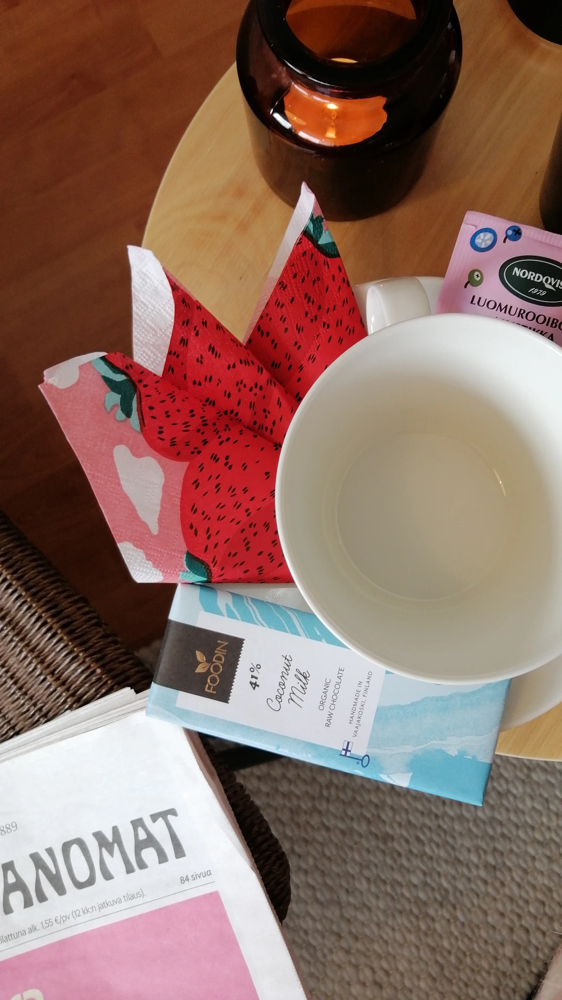 NORDQVIS
1979
LUOMUROOIBO
FOODIN
41%
Coconut
Milk
ORGANIC
RAW CHOCOLATE
HANDMADE IN
VAAJAKOSKI, FINLAND
889
ANOMAT
84 sivua
ilattuna alk. 1,55 €/pv (12 kk:n jatkuva tilaus).